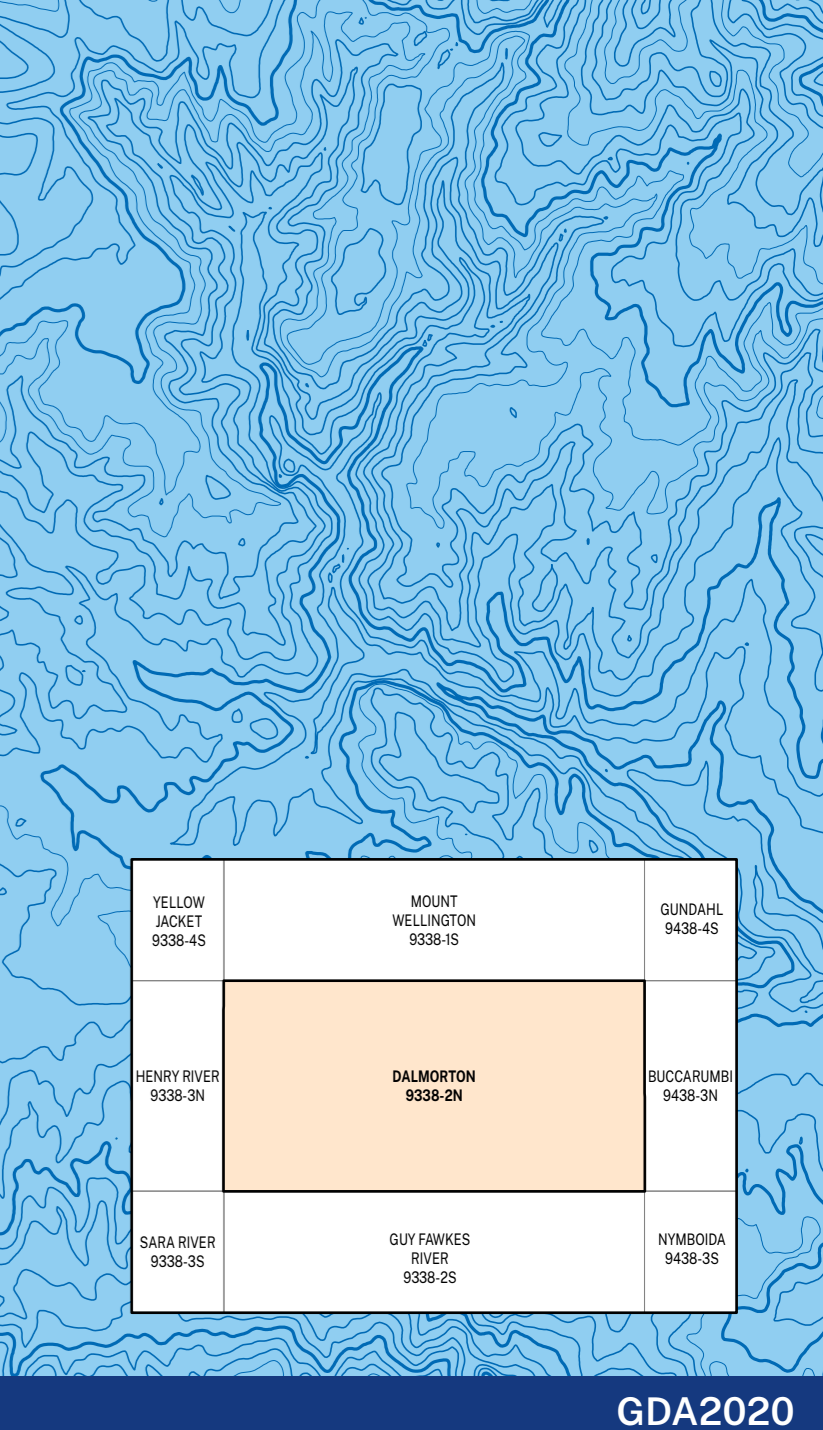 YELLOW
JACKET
9338-4S
MOUNT
WELLINGTON
9338-1S
GUNDAHL
9438-4S
HENRY RIVER
9338-3N
DALMORTON
9338-2N
BUCCARUMBI
9438-3N
SARA RIVER
9338-3S
GUY FAWKES
RIVER
9338-2S
NYMBOIDA
9438-3S
GDA2020